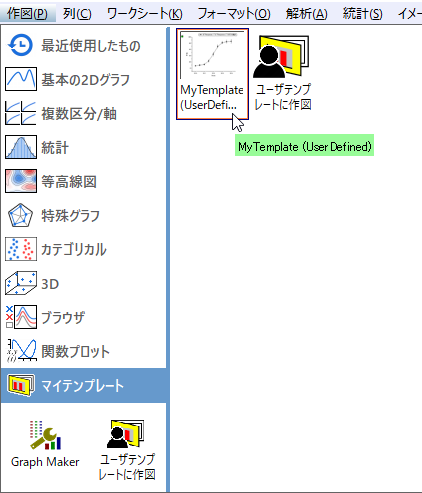 作図(P) 列(C) ワークシート(K) フォーマット(O) 解析(A) 統計(S) イメー
最近使用したもの
基本の2Dグラフ
複数区分/軸
統計
等高線図
特殊グラフ
カテゴリカル
3D
ブラウザ
関数プロット
マイテンプレート
Graph Maker
ユーザテンプ
レートに作図
MyTemplate
(UserDefi...
ユーザテンプ
レートに作図
MyTemplate (UserDefined)